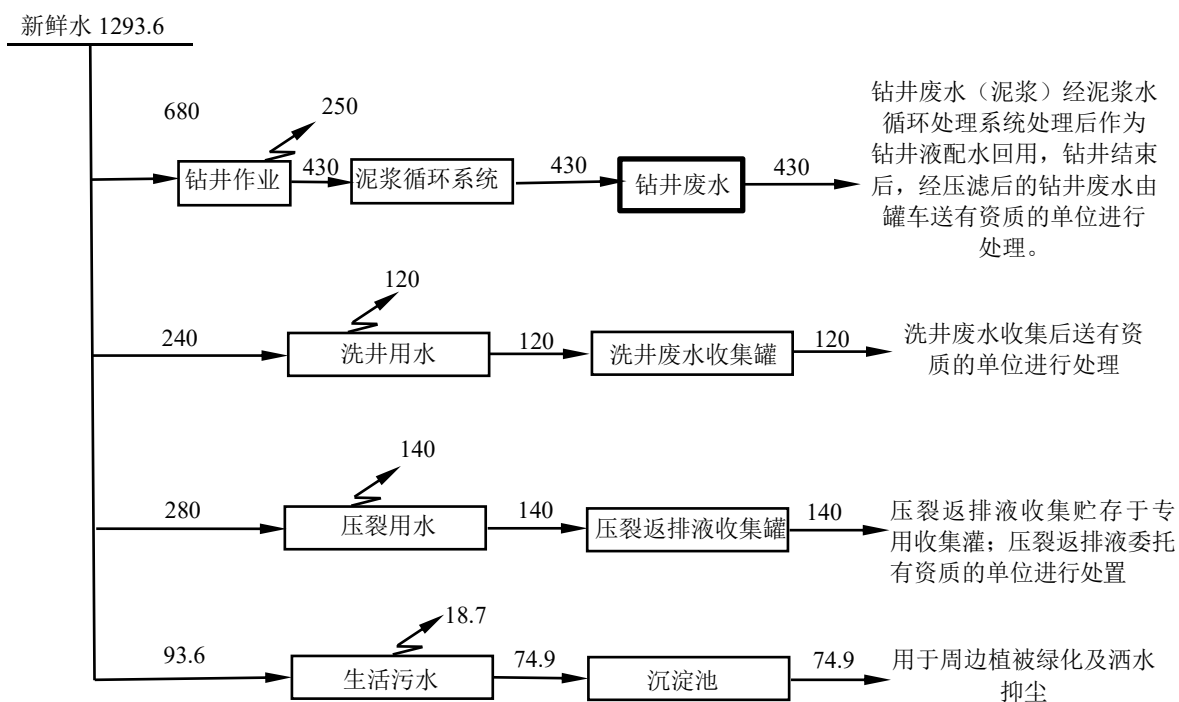 新鲜水 1293.6
680
250
钻井作业
430
泥浆循环系统
430
钻井废水
430
钻井废水（泥浆）经泥浆水
循环处理系统处理后作为
钻井液配水回用，钻井结束
后，经压滤后的钻井废水由
罐车送有资质的单位进行
处理。
240
120
洗井用水
120
洗井废水收集罐
120
洗井废水收集后送有资
质的单位进行处理
280
140
压裂用水
140
压裂返排液收集罐
140
压裂返排液收集贮存于专
用收集灌；压裂返排液委托
有资质的单位进行处置
93.6
18.7
生活污水
74.9
沉淀池
74.9
用于周边植被绿化及洒水
抑尘